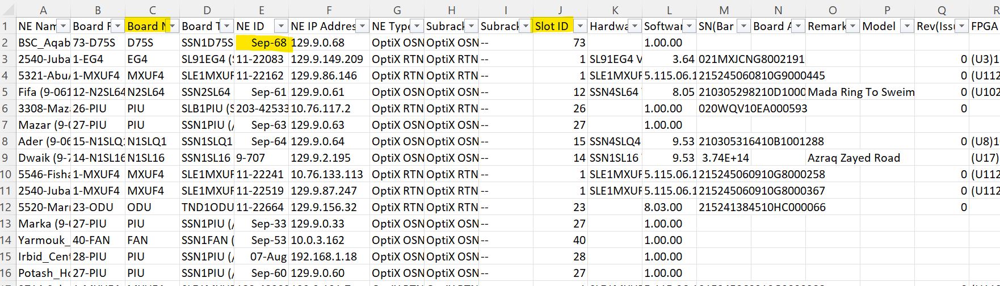 A B C D E F G H I J K L M N O P Q R
1 NE Nam Board F Board N Board T NE ID NE IP Addres NE Type Subrack Subrack Slot ID Hardwa Softwar SN(Bar Board A Remark Model Rev(Issu FPGA
2 BSC_Aqab 73-D75S D75S SSN1D75S Sep-68 129.9.0.68 OptiX OSN OptiX OSN -- 73 1.00.00
3 2540-Juba 1-EG4 EG4 SL91EG4 (S 11-22083 129.9.149.209 OptiX RTN OptiX RTN -- 1 SL91EG4 V 3.64 021MXJCNG8002191 0 (U3)1
4 5321-AbuA 1-MXUF4 MXUF4 SLE1MXUF 11-22162 129.9.86.146 OptiX RTN OptiX RTN -- 1 SLE1MXUF 5.115.06.1 215245060810G9000445 0 (U112
5 Fifa (9-061 12-N2SL64 N2SL64 SSN2SL64 Sep-61 129.9.0.61 OptiX OSN OptiX OSN -- 12 SSN4SL64 8.05 210305298210D1000 Mada Ring To Sweim 0 (U102
6 3308-Maza 26-PIU PIU SLB1PIU (S 203-42533 10.76.117.2 OptiX RTN OptiX RTN -- 26 1.00.00 020WQV10EA000593 0
7 Mazar (9-0 27-PIU PIU SSN1PIU (/ Sep-63 129.9.0.63 OptiX OSN OptiX OSN -- 27 1.00.00
8 Ader (9-06 15-N1SLQ1 N1SLQ1 SSN1SLQ1 Sep-64 129.9.0.64 OptiX OSN OptiX OSN -- 15 SSN4SLQ4 9.53 210305316410B1001288 0 (U8)1
9 Dwaik (9-7 14-N1SL16 N1SL16 SSN1SL16 9-707 129.9.2.195 OptiX OSN OptiX OSN -- 14 SSN1SL16 9.53 3.74E+14 Azraq Zayed Road (U17)
10 5546-Fisha 1-MXUF4 MXUF4 SLE1MXUF 11-22241 10.76.133.113 OptiX RTN OptiX RTN -- 1 SLE1MXUF 5.115.06.1 215245060910G8000258 0 (U112
11 2540-Juba 1-MXUF4 MXUF4 SLE1MXUF 11-22519 129.9.87.247 OptiX RTN OptiX RTN -- 1 SLE1MXUF 5.115.06.1 215245060910G8000367 0 (U112
12 5520-Marr 23-ODU ODU TND1ODU 11-22664 129.9.156.32 OptiX RTN OptiX RTN -- 23 8.03.00 215241384510HC000066 0
13 Marka (9-0 27-PIU PIU SSN1PIU (/ Sep-33 129.9.0.33 OptiX OSN OptiX OSN -- 27 1.00.00
14 Yarmouk_ 40-FAN FAN SSN1FAN ( Sep-53 10.0.3.162 OptiX OSN OptiX OSN -- 40 1.00.00
15 Irbid_Cent 28-PIU PIU SSN1PIU (/ 07-Aug 192.168.1.18 OptiX OSN OptiX OSN -- 28 1.00.00
16 Potash_Ho 27-PIU PIU SSN1PIU (/ Sep-60 129.9.0.60 OptiX OSN OptiX OSN -- 27 1.00.00